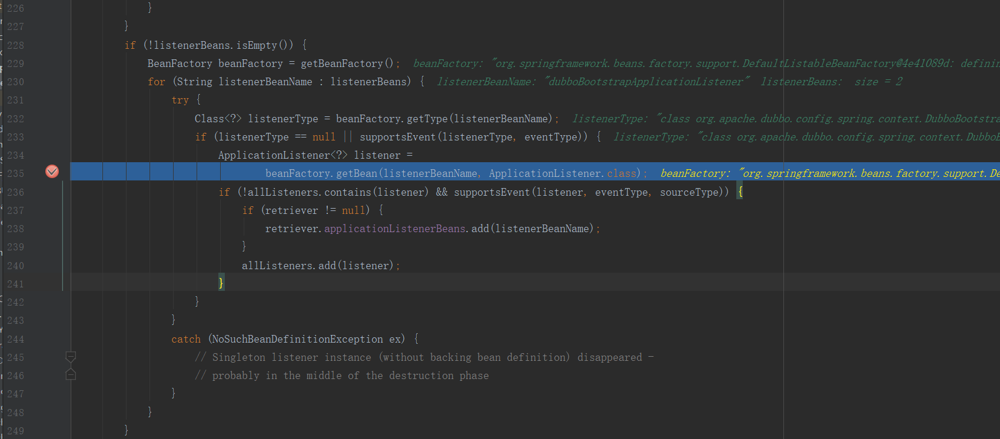 226 }
227 }
228 if (!listenerBeans.isEmpty()) {
229 BeanFactory beanFactory = getBeanFactory(); beanFactory: "org.springframework.beans.factory.support.DefaultListableBeanFactory@4e41089d: defining
230 for (String listenerBeanName : listenerBeans) { listenerBeanName: "dubboBootstrapApplicationListener" listenerBeans: size = 2
231 try {
232 Class<?> listenerType = beanFactory.getType(listenerBeanName); listenerType: "class org.apache.dubbo.config.spring.context.DubboBootstra
233 if (listenerType == null || supportsEvent(listenerType, eventType)) { listenerType: "class org.apache.dubbo.config.spring.context.DubboB
234 ApplicationListener<?> listener =
235 beanFactory.getBean(listenerBeanName, ApplicationListener.class); beanFactory: "org.springframework.beans.factory.support.De
236 if (!allListeners.contains(listener) && supportsEvent(listener, eventType, sourceType)) {
237 if (retriever != null) {
238 retriever.applicationListenerBeans.add(listenerBeanName);
239 }
240 allListeners.add(listener);
241 }
242 }
243 }
244 catch (NoSuchBeanDefinitionException ex) {
245 // Singleton listener instance (without backing bean definition) disappeared -
246 // probably in the middle of the destruction phase
247 }
248 }
249 }